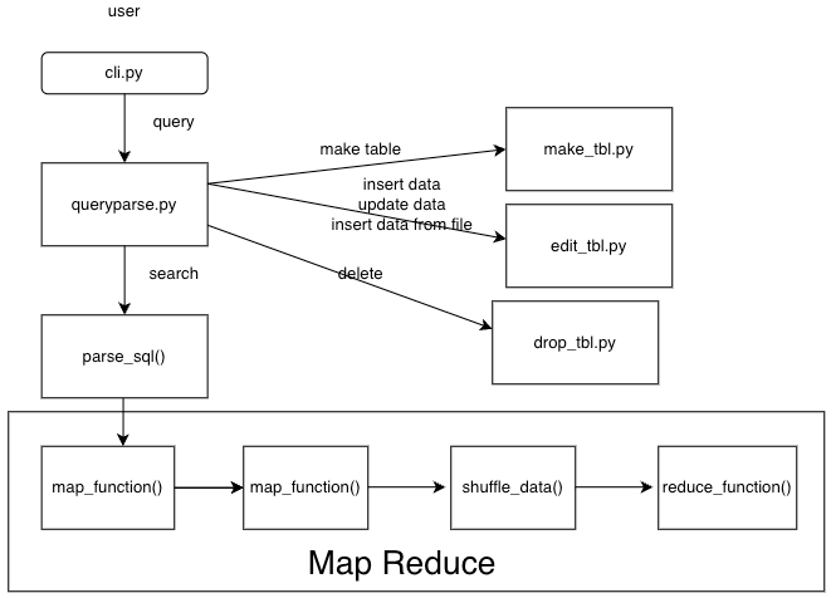 user
cli.py
query
make table
make_tbl.py
queryparse.py
insert data
update data
insert data from file
edit_tbl.py
search
delete
drop_tbl.py
parse_sql()
map_function()
map_function()
shuffle_data()
reduce_function()
Map Reduce